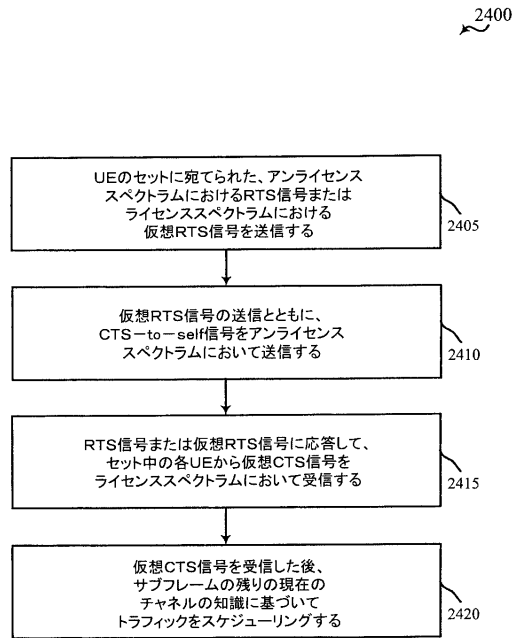 2400
UEのセットに宛てられた、アンライセンス
スペクトラムにおけるRTS信号または
ライセンススペクトラムにおける
仮想RTS信号を送信する
2405
仮想RTS信号の送信とともに、
CTS-to-self信号をアンライセンス
スペクトラムにおいて送信する
2410
RTS信号または仮想RTS信号に応答して、
セット中の各UEから仮想CTS信号を
ライセンススペクトラムにおいて受信する
2415
仮想CTS信号を受信した後、
サブフレームの残りの現在の
チャネルの知識に基づいて
トラフィックをスケジューリングする
2420